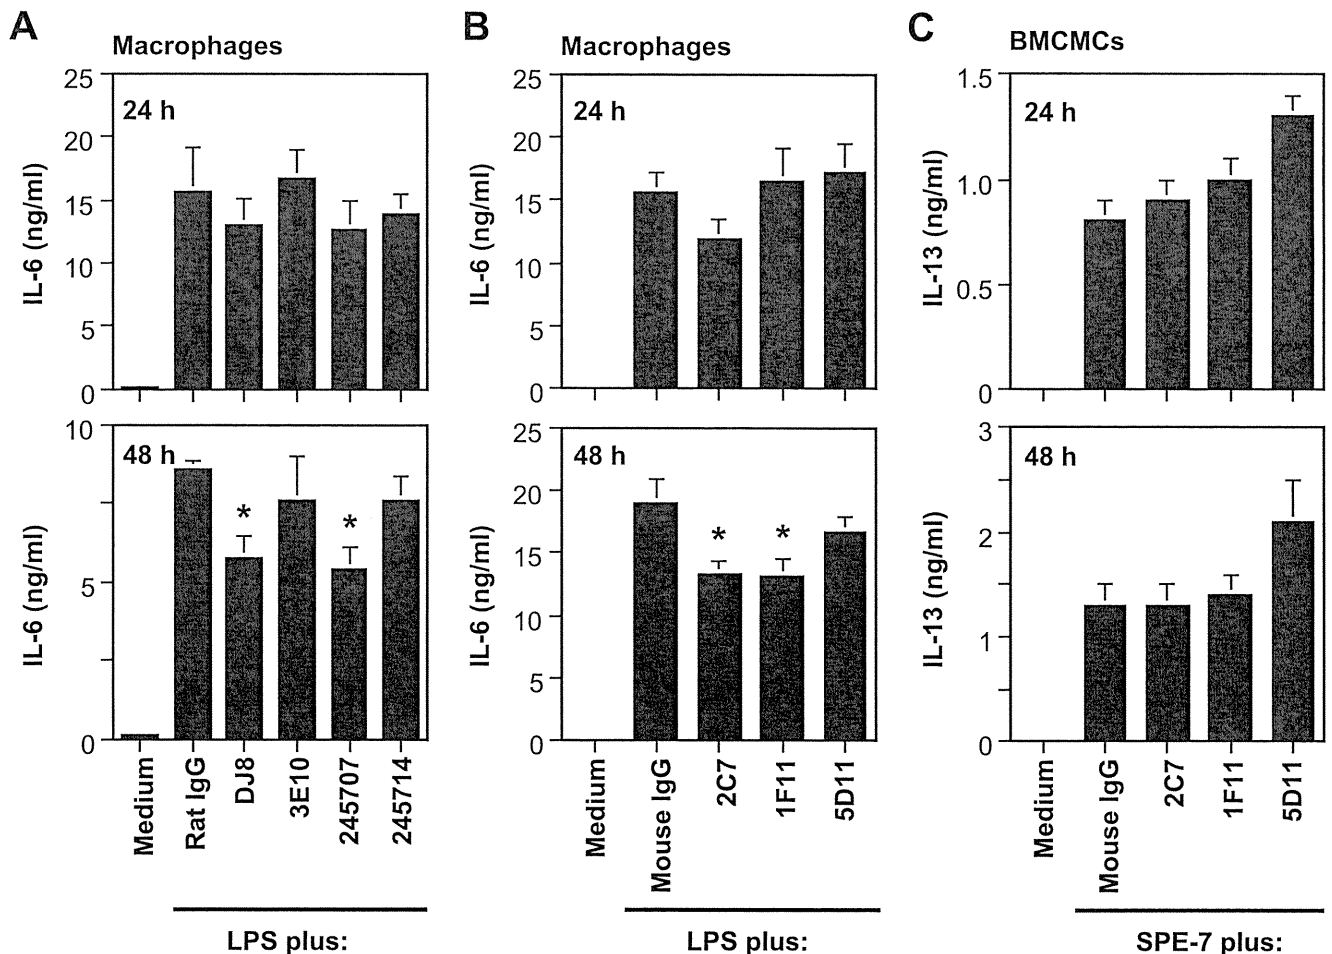 A
Macrophages
24 h
IL-6 (ng/ml)
25
20
15
10
5
0
48 h
IL-6 (ng/ml)
10
5
0
Medium
Rat IgG
DJ8
3E10
245707
245714
*
*
LPS plus:
B
Macrophages
24 h
IL-6 (ng/ml)
25
20
15
10
5
0
48 h
IL-6 (ng/ml)
25
20
15
10
5
0
Medium
Mouse IgG
2C7
1F11
5D11
*
*
LPS plus:
C
BMCMCs
24 h
IL-13 (ng/ml)
1.5
1.0
0.5
0
48 h
IL-13 (ng/ml)
3
2
1
0
Medium
Mouse IgG
2C7
1F11
5D11
SPE-7 plus: